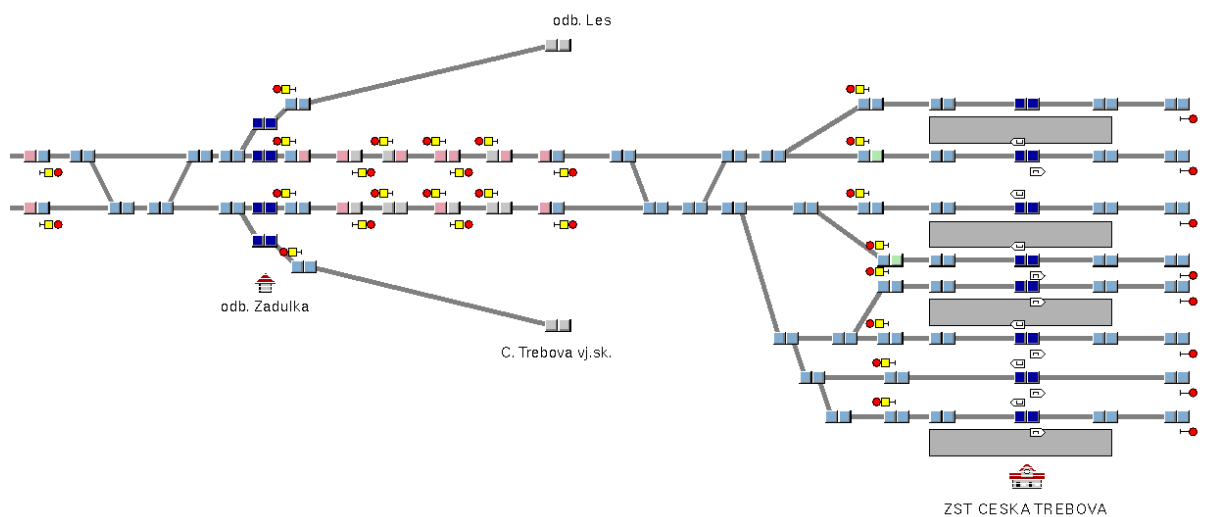 odb. Les
odb. Zadulka
C. Trebova vj.sk.
ZST CESKA TREBOVA